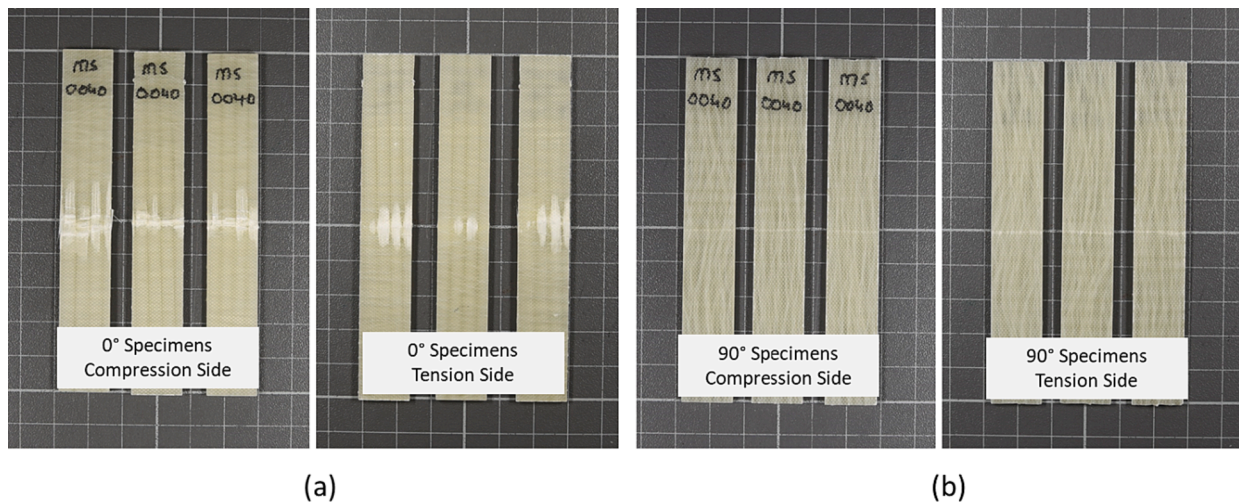 MS
0040
MS
0040
MS
0040
0° Specimens
Compression Side
0° Specimens
Tension Side
MS
0040
MS
0040
MS
0040
90° Specimens
Compression Side
90° Specimens
Tension Side
(a)
(b)